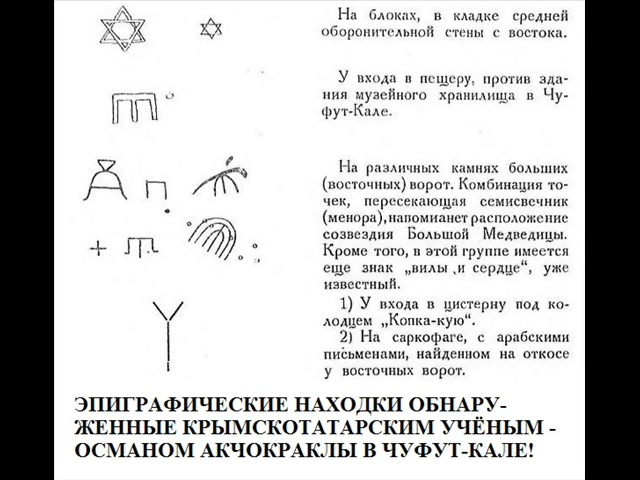 На блоках, в кладке средней
оборонительной стены с востока.
У входа в пещеру, против зда-
ния музейного хранилища в Чу-
фут-Кале.
На различных камнях больших
(восточных) ворот. Комбинация то-
чек, пересекающая семисвечник
(менора), напоминает расположение
созвездия Большой Медведицы.
Кроме того, в этой группе имеется
еще знак „вилы и сердце“, уже
известный.
1) У входа в цистерну под ко-
лодцем „Копка-кую“.
2) На саркофаге, с арабскими
письменами, найденном на откосе
у восточных ворот.
ЭПИГРАФИЧЕСКИЕ НАХОДКИ ОБНАРУ-
ЖЕННЫЕ КРЫМСКОТАТАРСКИМ УЧЁНЫМ -
ОСМАНОМ АКЧОКРАКЛЫ В ЧУФУТ-КАЛЕ!